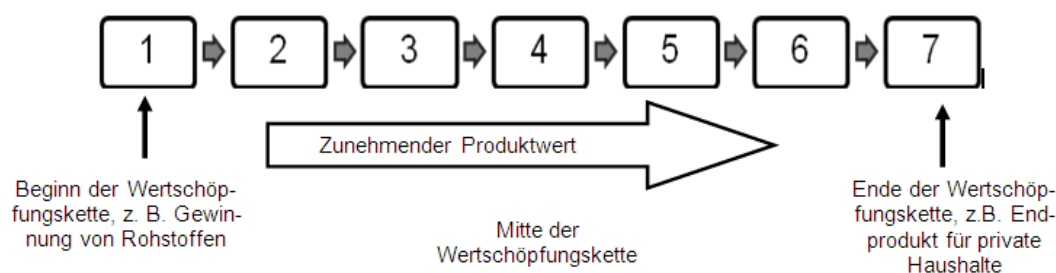 1 2 3 4 5 6 7
Zunehmender Produktwert
Beginn der Wertschöp-
fungskette, z. B. Gewin-
nung von Rohstoffen
Mitte der
Wertschöpfungskette
Ende der Wertschöp-
fungskette, z.B. End-
produkt für private
Haushalte